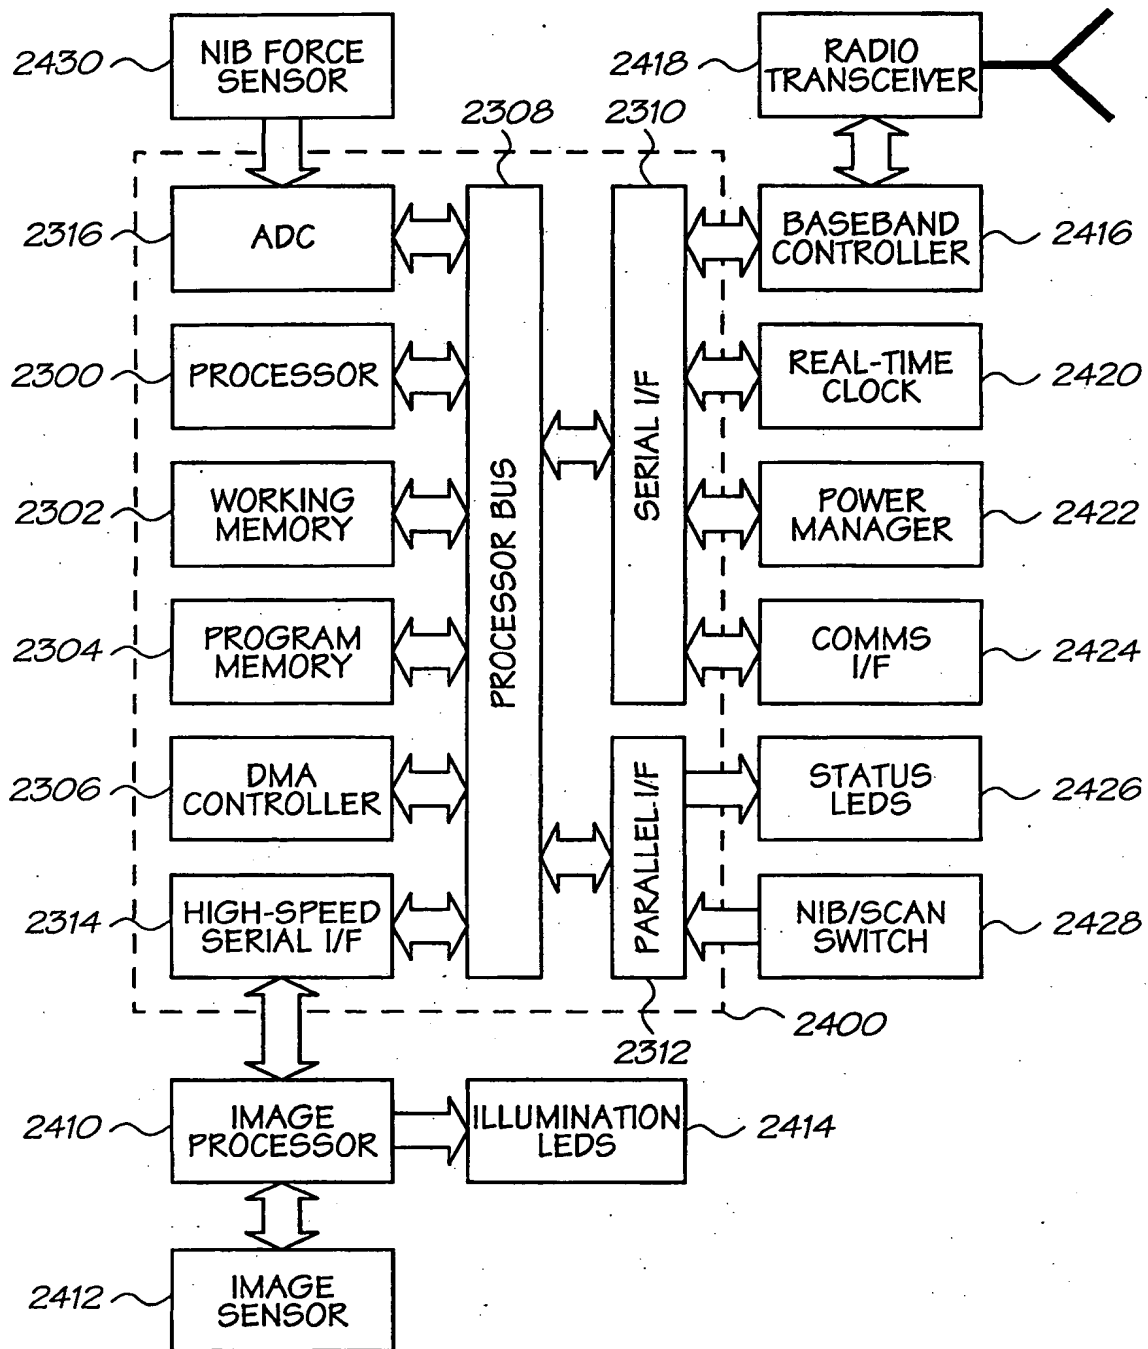 2430
NIB FORCE
SENSOR
2418
RADIO
TRANSCEIVER
2308
2310
2316
ADC
BASEBAND
CONTROLLER
2416
2300
PROCESSOR
REAL-TIME
CLOCK
2420
2302
WORKING
MEMORY
PROCESSOR BUS
SERIAL I/F
POWER
MANAGER
2422
2304
PROGRAM
MEMORY
COMMS
I/F
2424
2306
DMA
CONTROLLER
PARALLEL I/F
STATUS
LEDS
2426
2314
HIGH-SPEED
SERIAL I/F
NIB/SCAN
SWITCH
2428
2312
2400
2410
IMAGE
PROCESSOR
ILLUMINATION
LEDS
2414
2412
IMAGE
SENSOR